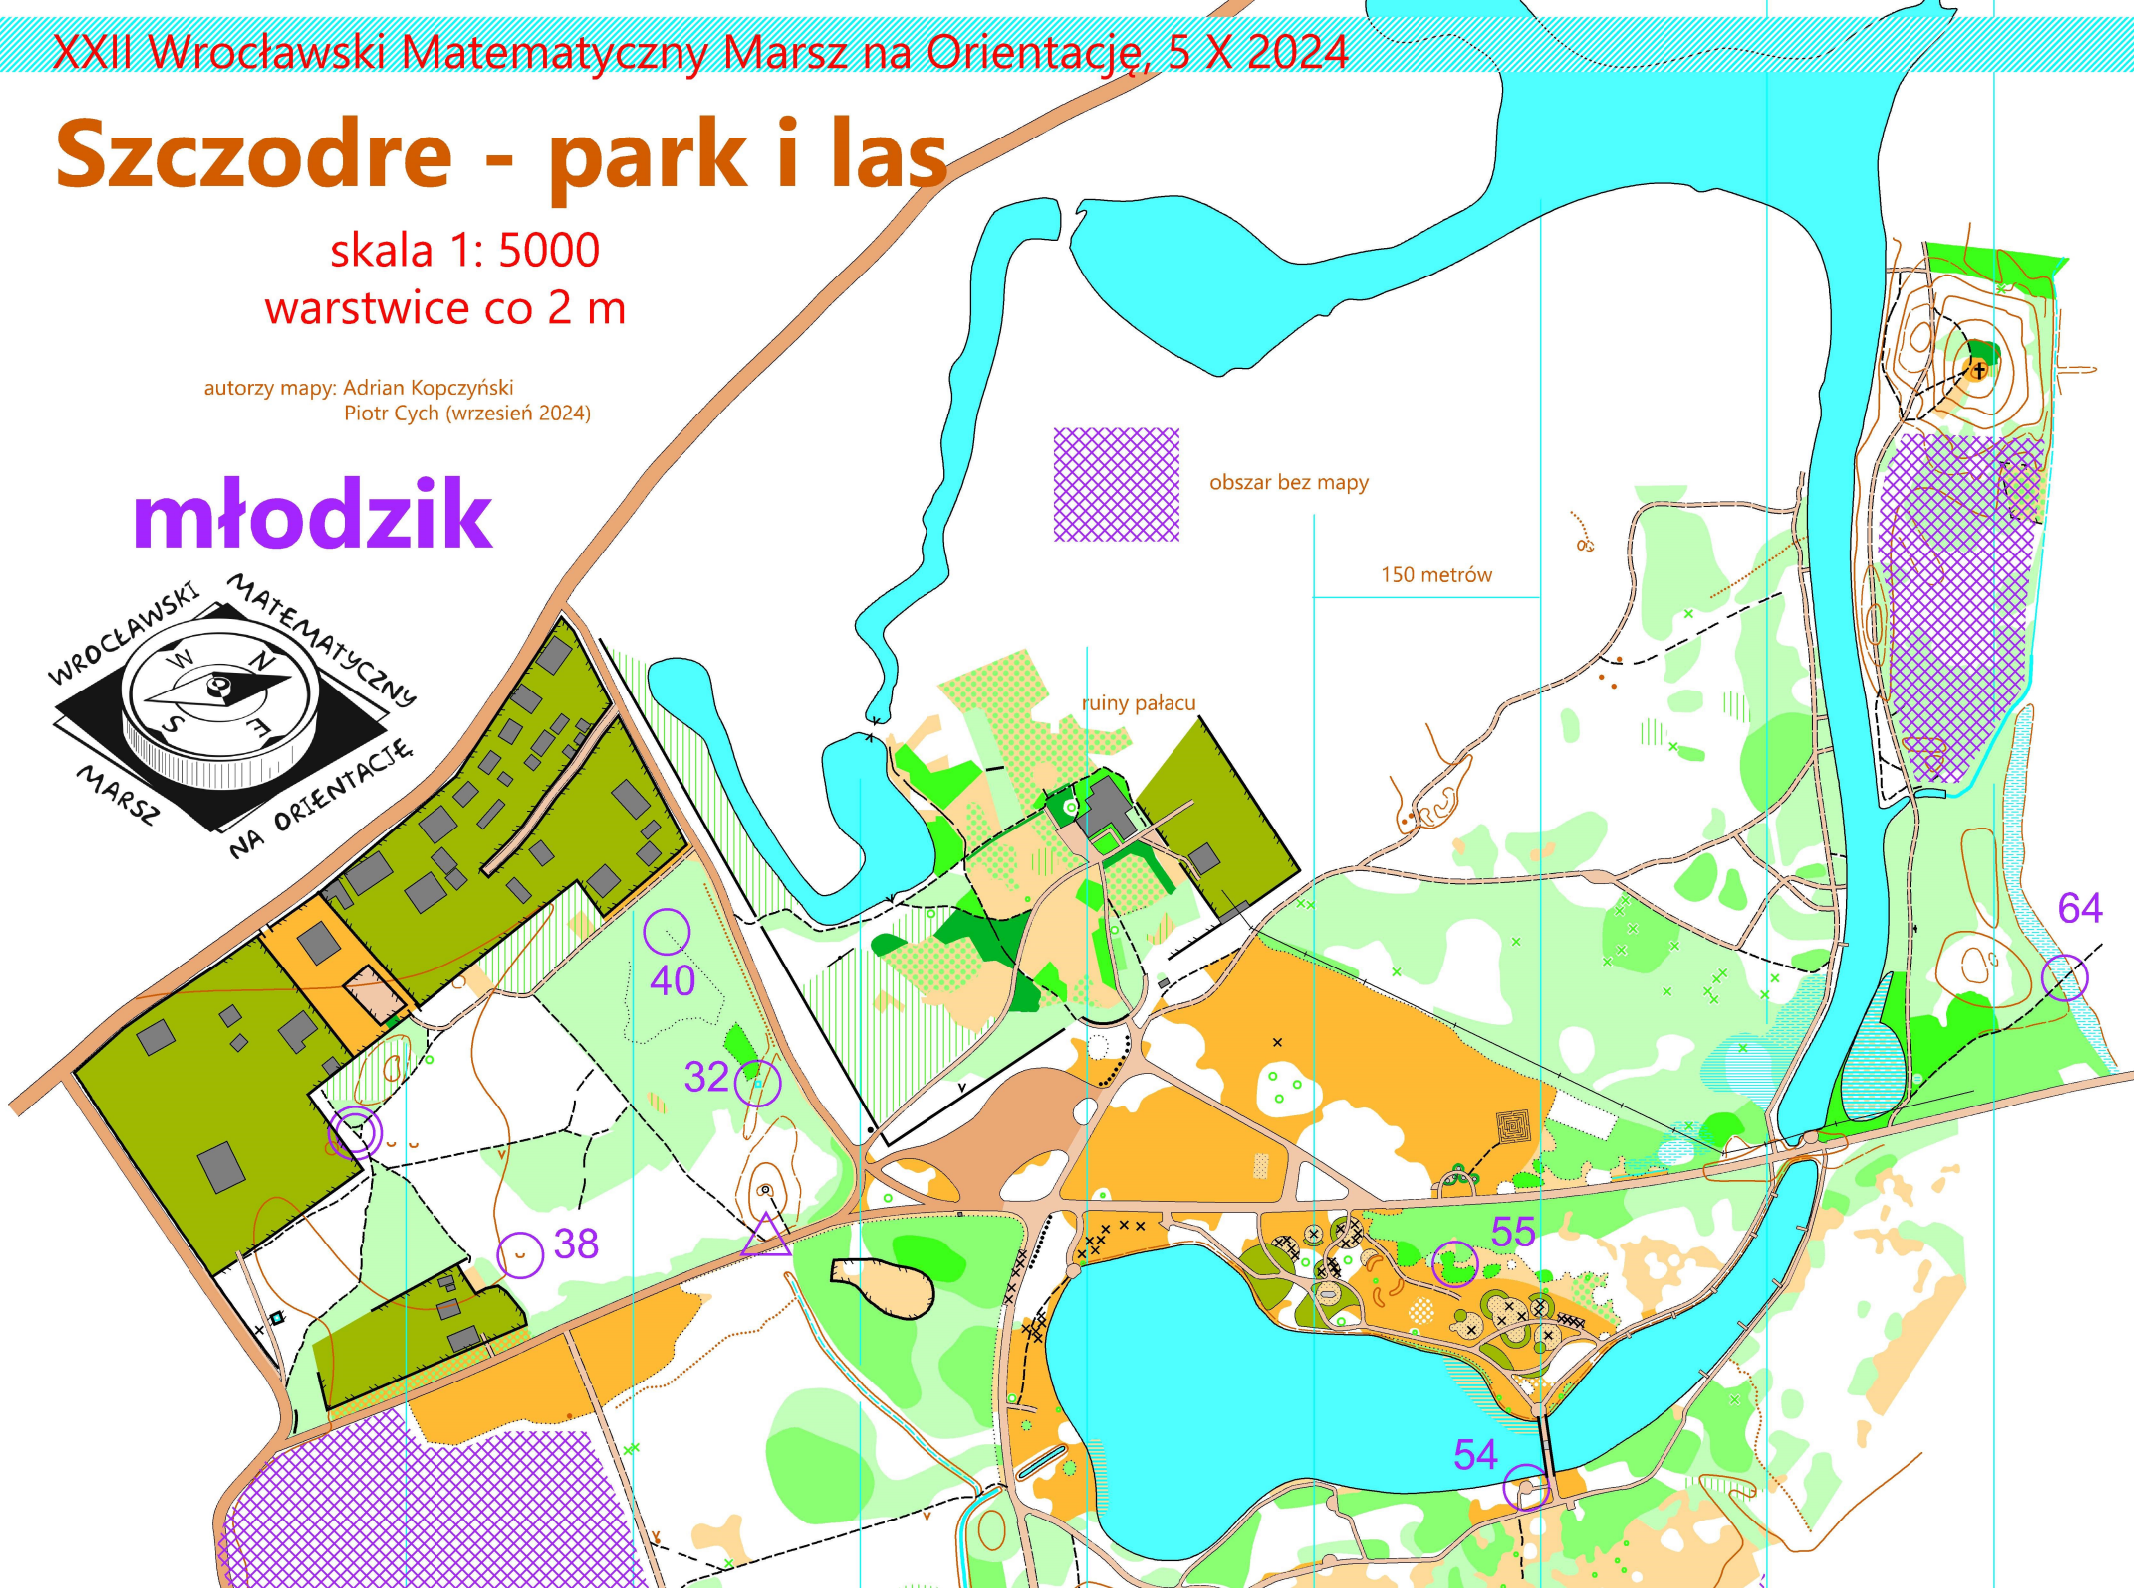 XXII Wrocławski Matematyczny Marsz na Orientację, 5 X 2024
Szczodre - park i las
skala 1: 5000
warstwice co 2 m
autorzy mapy: Adrian Kopczyński
Piotr Cych (wrzesień 2024)
młodzik
obszar bez mapy
150 metrów
WROCŁAWSKI
MATEMATYCZNY
W
N
S
E
MARSZ
NA ORIENTACJĘ
ruiny pałacu
64
40
32
38
55
54